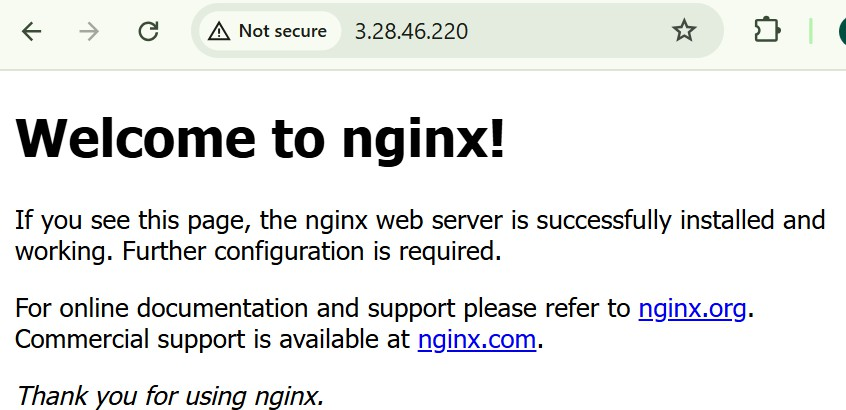 Not secure 3.28.46.220
Welcome to nginx!
If you see this page, the nginx web server is successfully installed and
working. Further configuration is required.
For online documentation and support please refer to nginx.org.
Commercial support is available at nginx.com.
Thank you for using nginx.